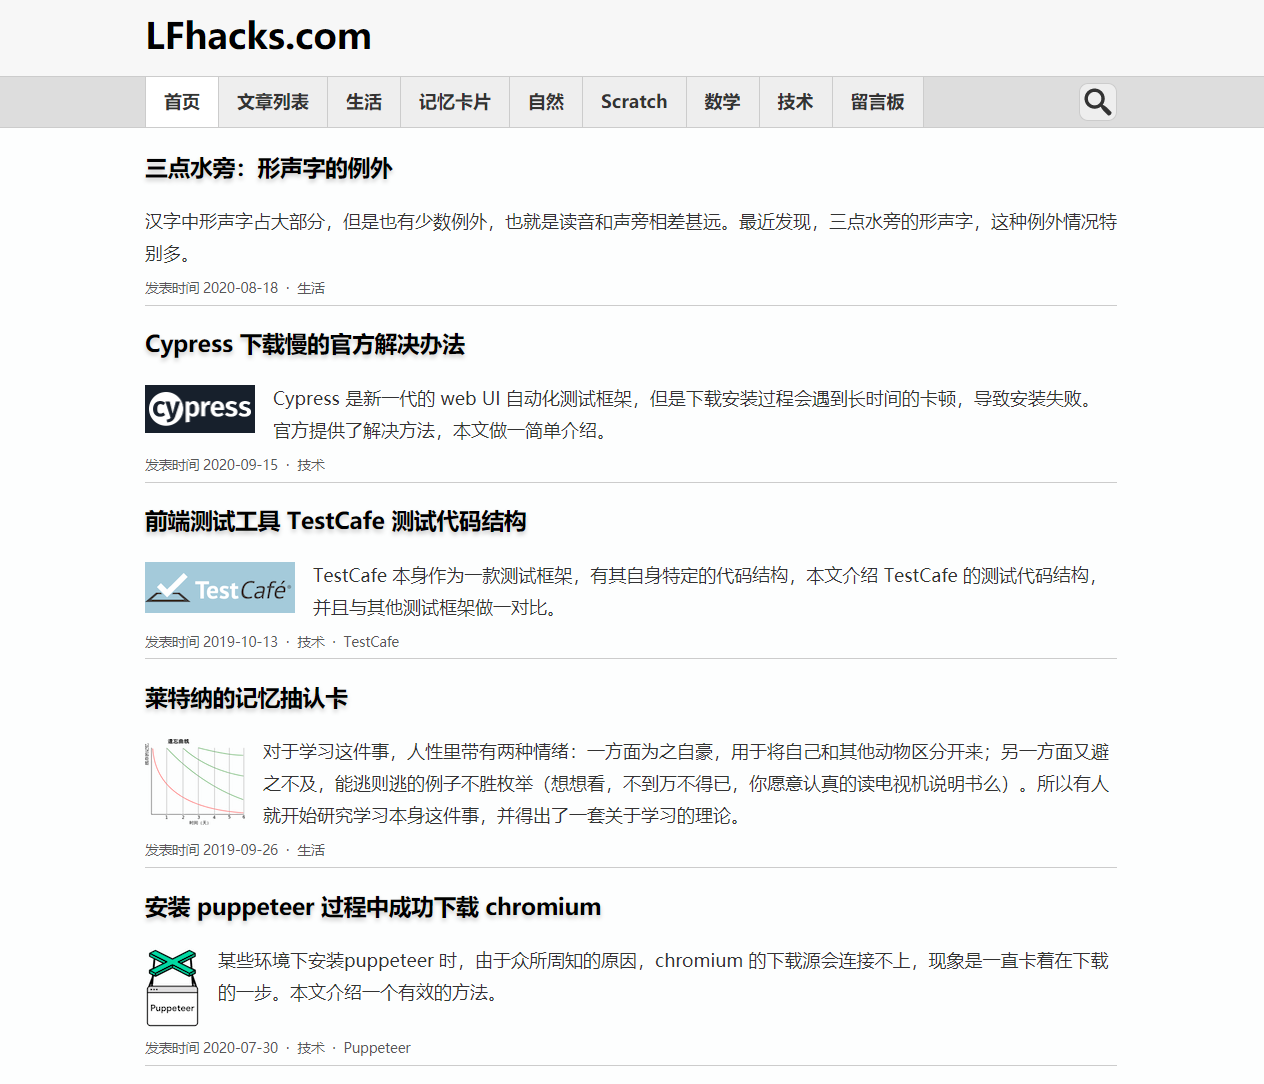 LFhacks.com
首页 文章列表 生活 记忆卡片 自然 Scratch 数学 技术 留言板
三点水旁：形声字的例外
汉字中形声字占大部分，但是也有少数例外，也就是读音和声旁相差甚远。最近发现，三点水旁的形声字，这种例外情况特
别多。
发表时间 2020-08-18 · 生活
Cypress 下载慢的官方解决办法
cypress
Cypress 是新一代的 web UI 自动化测试框架，但是下载安装过程会遇到长时间的卡顿，导致安装失败。
官方提供了解决方法，本文做一简单介绍。
发表时间 2020-09-15 · 技术
前端测试工具 TestCafe 测试代码结构
TestCafé
TestCafe 本身作为一款测试框架，有其自身特定的代码结构，本文介绍 TestCafe 的测试代码结构，
并且与其他测试框架做一对比。
发表时间 2019-10-13 · 技术 · TestCafe
莱特纳的记忆抽认卡
遗忘曲线
1 2 3 4 5 6
时间（天）
对于学习这件事，人性里带有两种情绪：一方面为之自豪，用于将自己和其他动物区分开来；另一方面又避
之不及，能逃则逃的例子不胜枚举（想想看，不到万不得已，你愿意认真的读电视机说明书么）。所以有人
就开始研究学习本身这件事，并得出了一套关于学习的理论。
发表时间 2019-09-26 · 生活
安装 puppeteer 过程中成功下载 chromium
Puppeteer
某些环境下安装puppeteer 时，由于众所周知的原因，chromium 的下载源会连接不上，现象是一直卡着在下载
的一步。本文介绍一个有效的方法。
发表时间 2020-07-30 · 技术 · Puppeteer